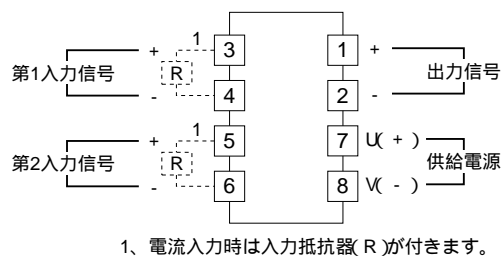 第1入力信号
+
-
1
R
3
4
第2入力信号
+
-
1
R
5
6
1
+
2
-
出力信号
7
U( + )
8
V( - )
供給電源
1、電流入力時は入力抵抗器( R )が付きます。